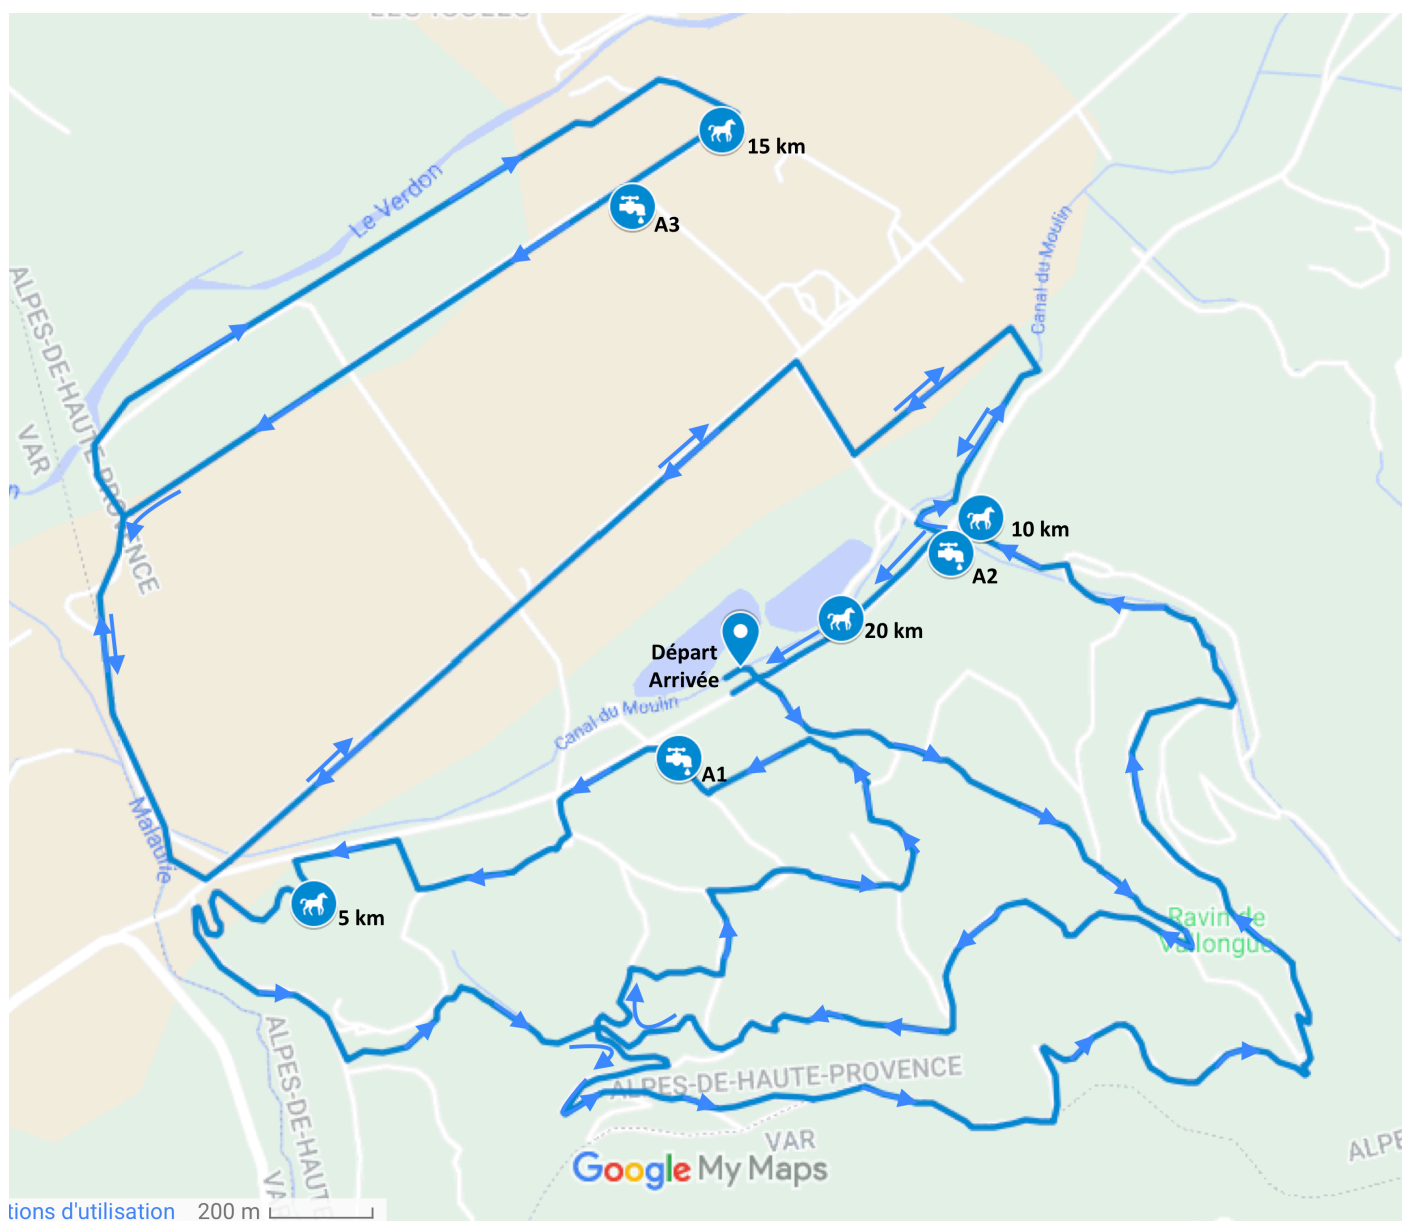 15 km
Le Verdon
A3
Canal du Moulin
ALPES-DE-HAUTE-PROVENCE
VAR
10 km
A2
20 km
Départ
Arrivée
Canal du Moulin
A1
Malaurie
5 km
Ravin de
Vallongue
ALPES-DE-HAUTE-PROVENCE
VAR
ALPES-DE-HAUTE
VAR
ALPE
Google My Maps
tions d'utilisation
200 m